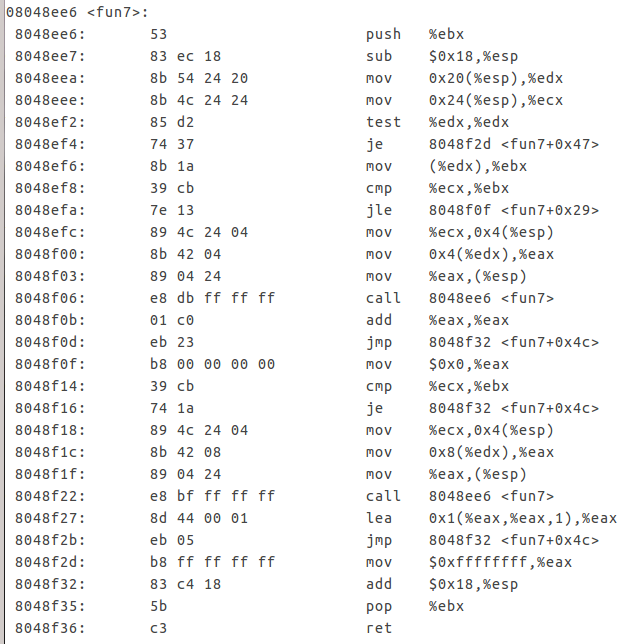 08048ee6 <fun7>:
8048ee6: 53 push %ebx
8048ee7: 83 ec 18 sub $0x18,%esp
8048eea: 8b 54 24 20 mov 0x20(%esp),%edx
8048eee: 8b 4c 24 24 mov 0x24(%esp),%ecx
8048ef2: 85 d2 test %edx,%edx
8048ef4: 74 37 je 8048f2d <fun7+0x47>
8048ef6: 8b 1a mov (%edx),%ebx
8048ef8: 39 cb cmp %ecx,%ebx
8048efa: 7e 13 jle 8048f0f <fun7+0x29>
8048efc: 89 4c 24 04 mov %ecx,0x4(%esp)
8048f00: 8b 42 04 mov 0x4(%edx),%eax
8048f03: 89 04 24 mov %eax,(%esp)
8048f06: e8 db ff ff ff call 8048ee6 <fun7>
8048f0b: 01 c0 add %eax,%eax
8048f0d: eb 23 jmp 8048f32 <fun7+0x4c>
8048f0f: b8 00 00 00 00 mov $0x0,%eax
8048f14: 39 cb cmp %ecx,%ebx
8048f16: 74 1a je 8048f32 <fun7+0x4c>
8048f18: 89 4c 24 04 mov %ecx,0x4(%esp)
8048f1c: 8b 42 08 mov 0x8(%edx),%eax
8048f1f: 89 04 24 mov %eax,(%esp)
8048f22: e8 bf ff ff ff call 8048ee6 <fun7>
8048f27: 8d 44 00 01 lea 0x1(%eax,%eax,1),%eax
8048f2b: eb 05 jmp 8048f32 <fun7+0x4c>
8048f2d: b8 ff ff ff ff mov $0xffffffff,%eax
8048f32: 83 c4 18 add $0x18,%esp
8048f35: 5b pop %ebx
8048f36: c3 ret